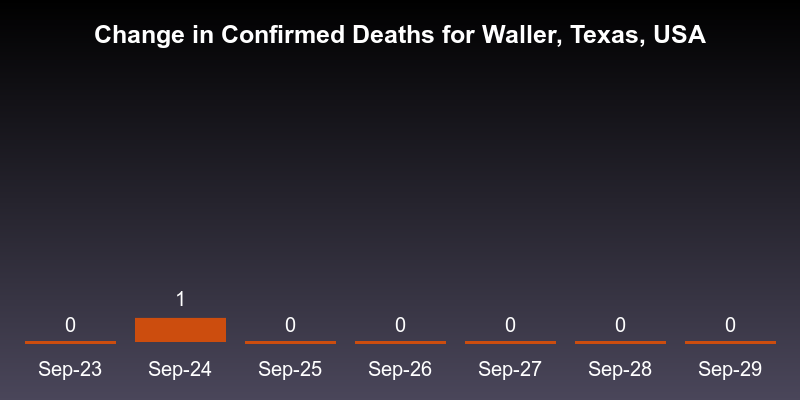 Change in Confirmed Deaths for Waller, Texas, USA
0 1 0 0 0 0 0
Sep-23 Sep-24 Sep-25 Sep-26 Sep-27 Sep-28 Sep-29